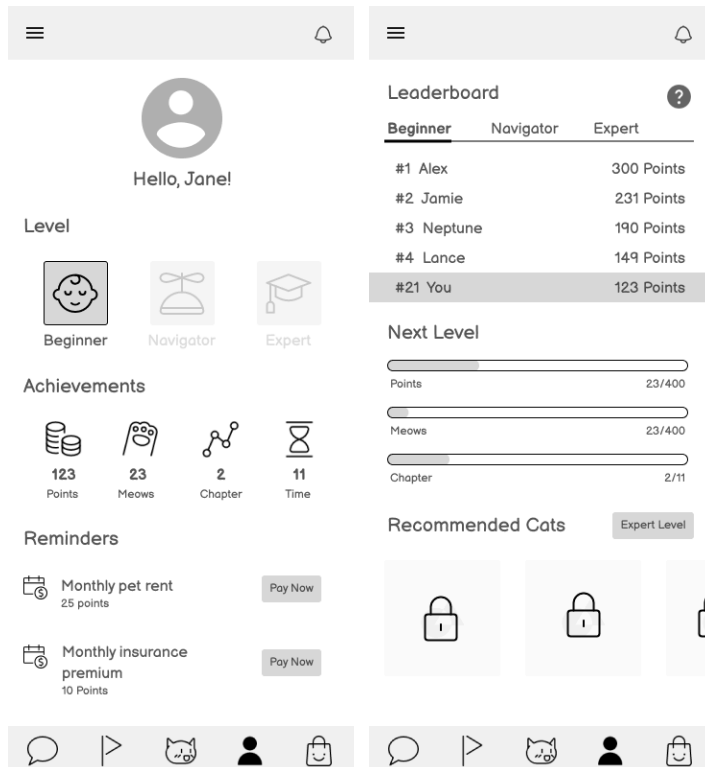 Hello, Jane!
Level
Beginner Navigator Expert
Achievements
123 23 2 11
Points Meows Chapter Time
Reminders
Monthly pet rent
25 points
Pay Now
Monthly insurance
premium
10 Points
Pay Now
Leaderboard
?
Beginner Navigator Expert
#1 Alex 300 Points
#2 Jamie 231 Points
#3 Neptune 190 Points
#4 Lance 149 Points
#21 You 123 Points
Next Level
Points 23/400
Meows 23/400
Chapter 2/11
Recommended Cats Expert Level